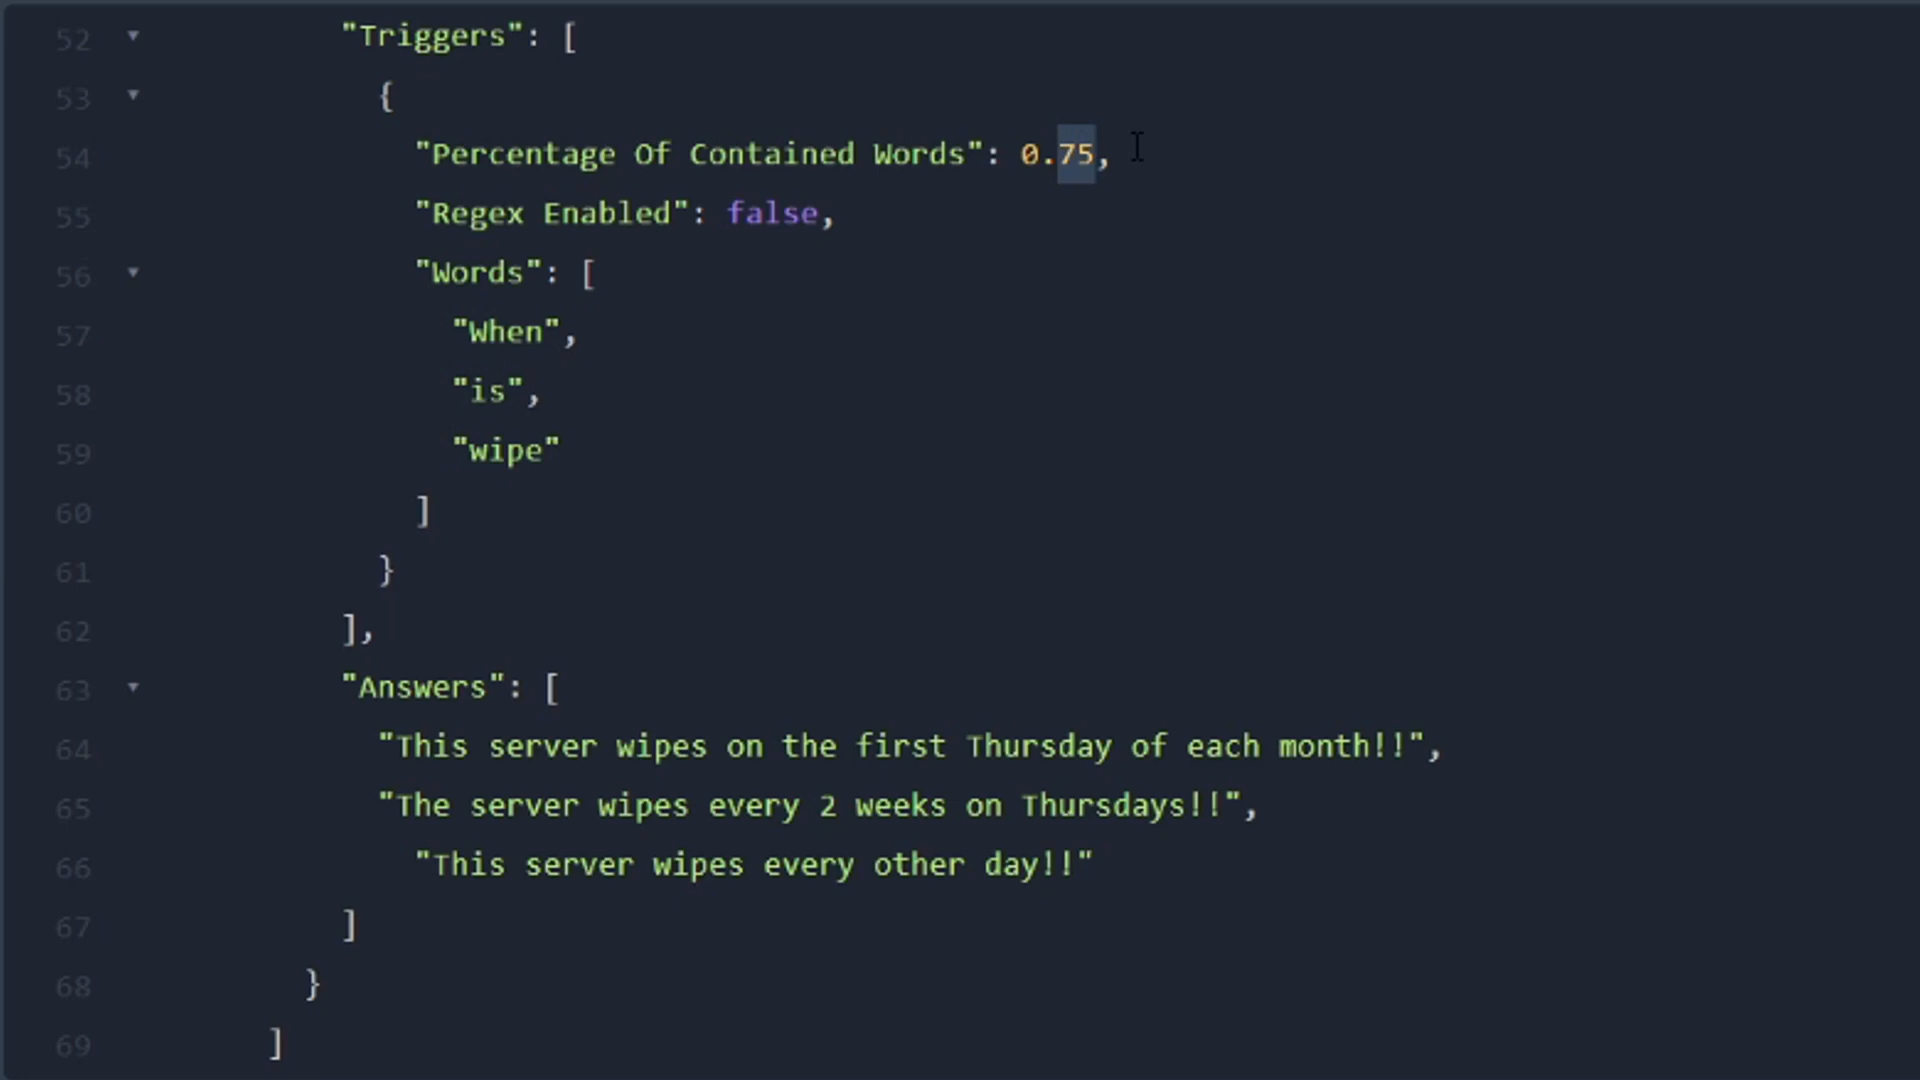 52 "Triggers": [
53 {
54 "Percentage Of Contained Words": 0.75,
55 "Regex Enabled": false,
56 "Words": [
57 "When",
58 "is",
59 "wipe"
60 ]
61 }
62 ],
63 "Answers": [
64 "This server wipes on the first Thursday of each month!!",
65 "The server wipes every 2 weeks on Thursdays!!",
66 "This server wipes every other day!!"
67 ]
68 }
69 ]